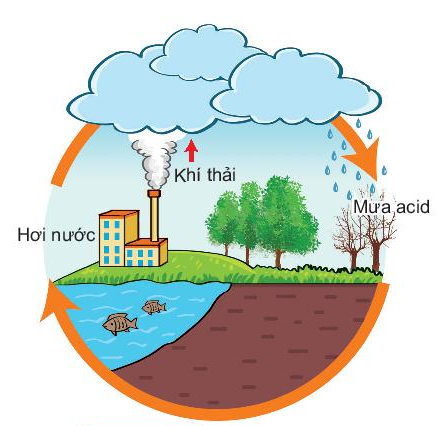 Khí thải
Mưa acid
Hơi nước